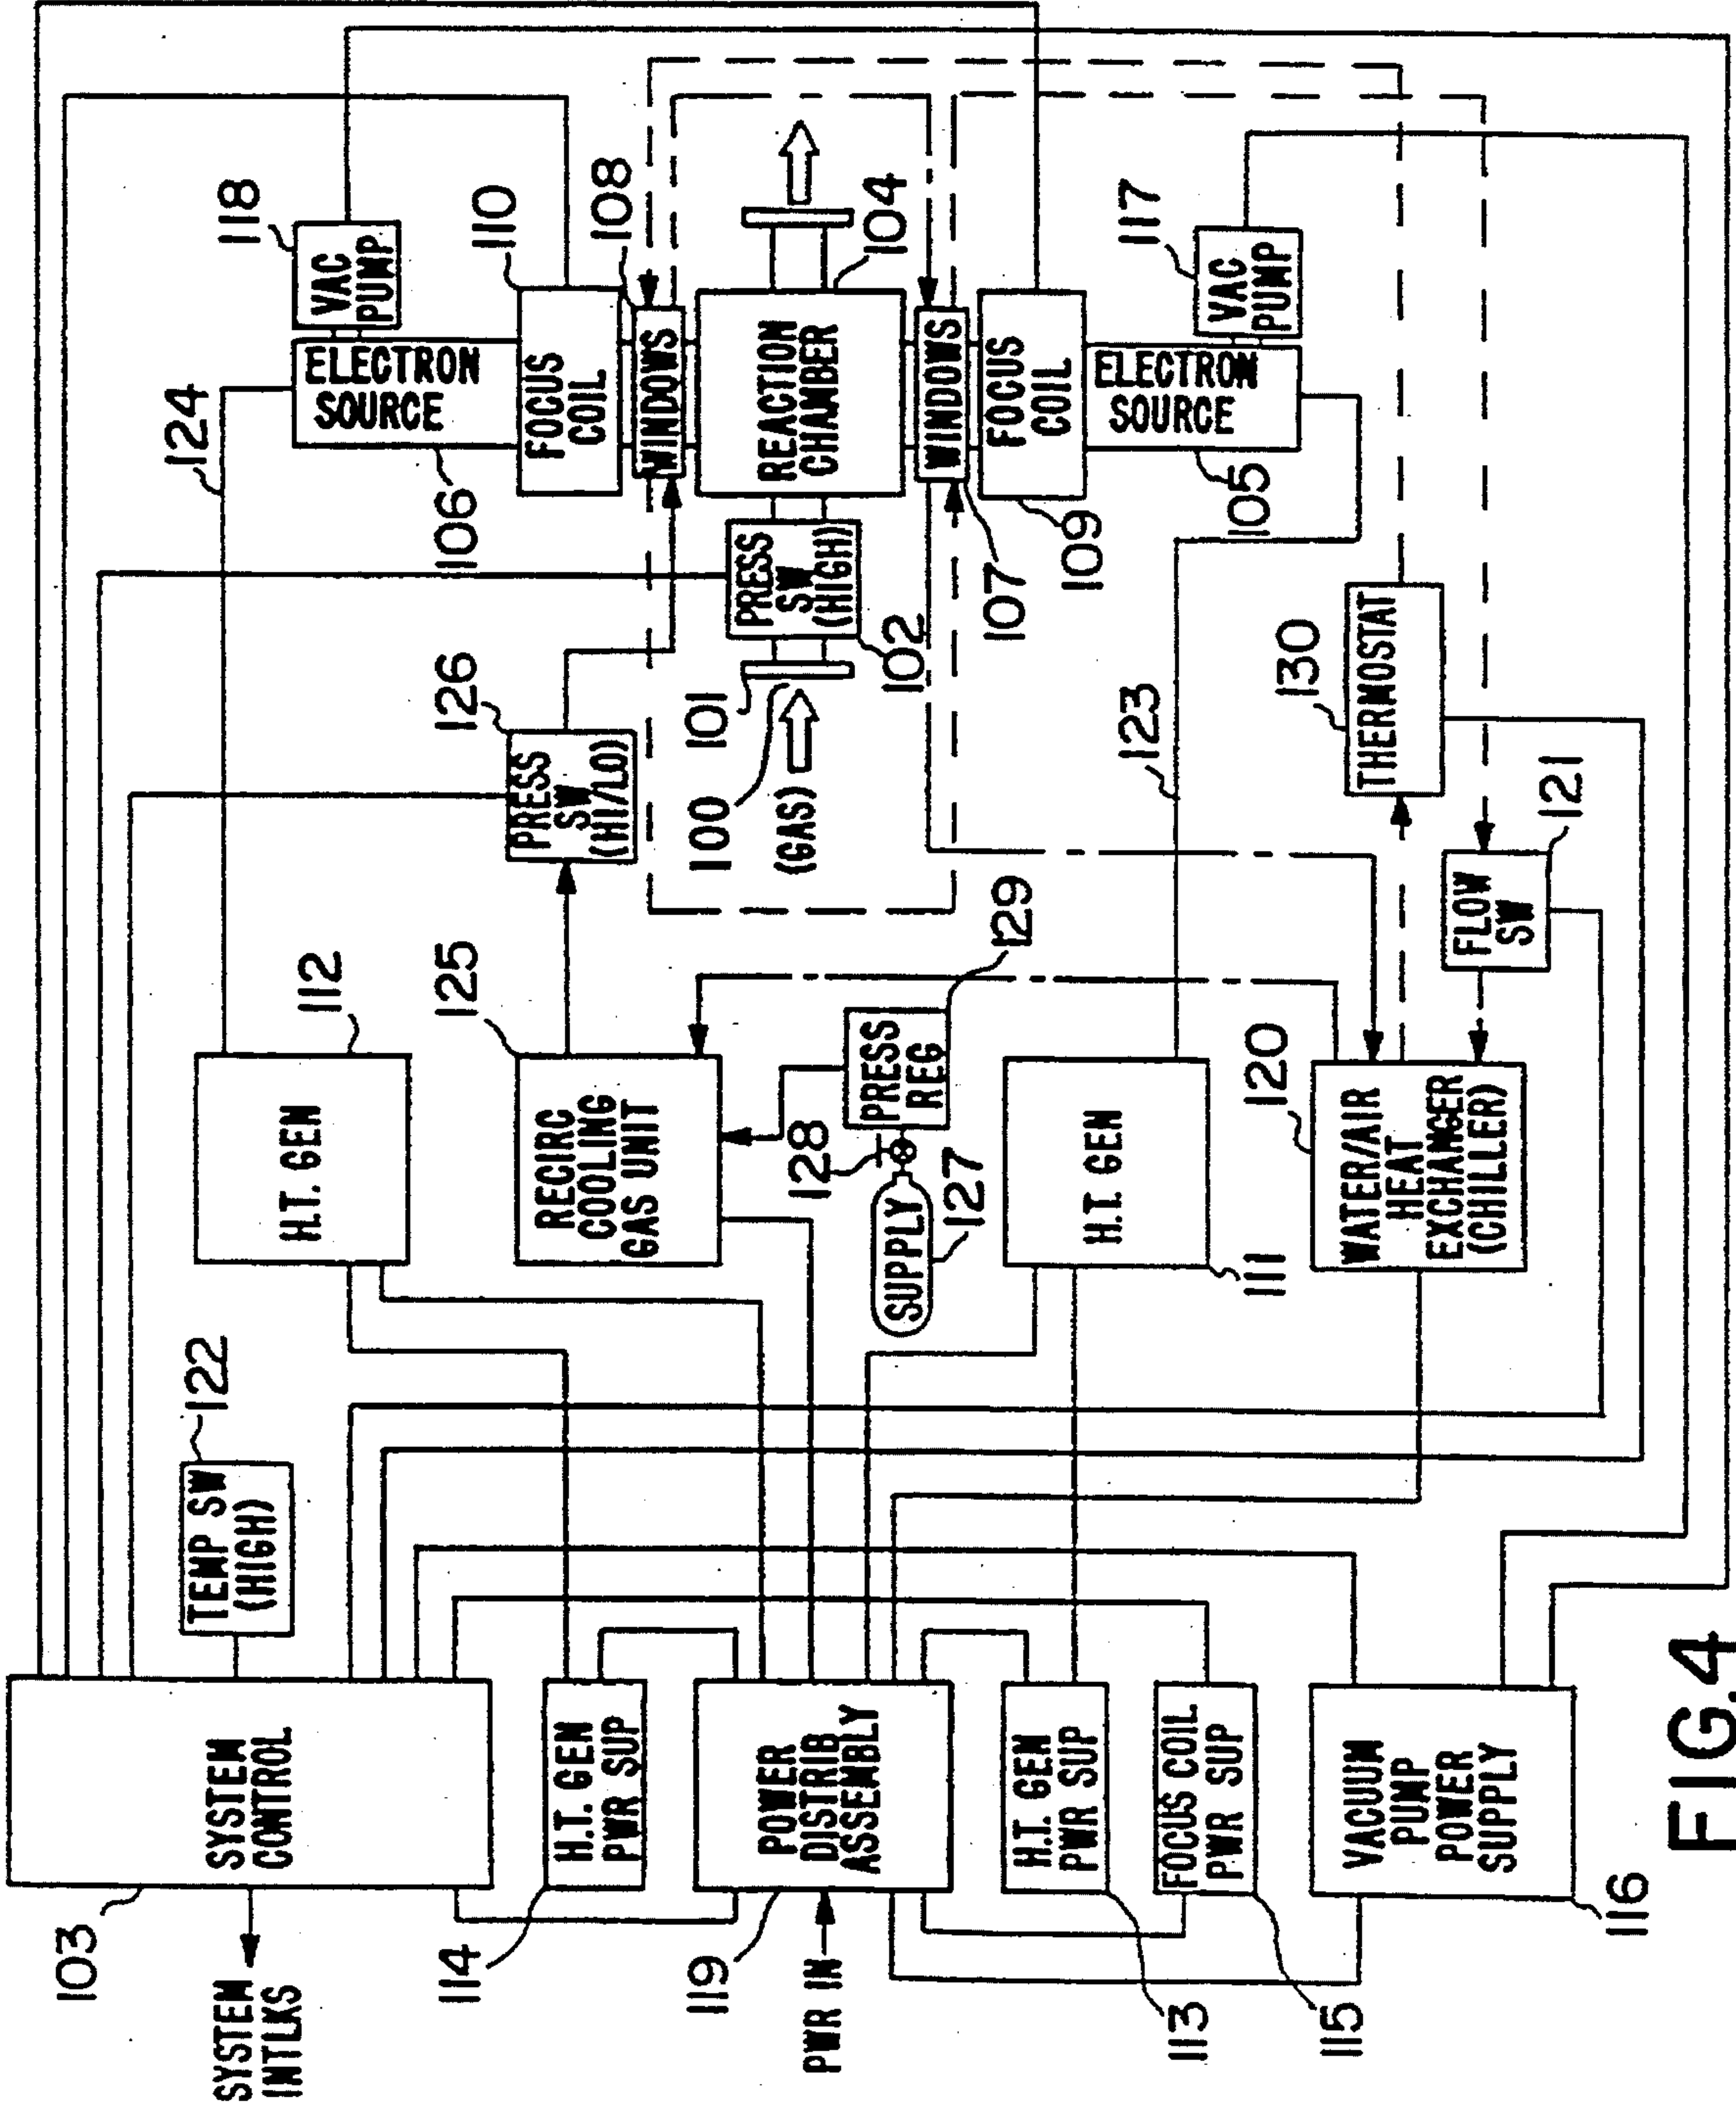 103
SYSTEM
INTLKS
SYSTEM
CONTROL
TEMP SW
(HIGH)
122
114
H.T. GEN
PWR SUP
119
PWR IN
POWER
DISTRIB
ASSEMBLY
113
H.T. GEN
PWR SUP
115
FOCUS COIL
PWR SUP
116
VACUUM
PUMP
POWER
SUPPLY
112
H.T. GEN
125
RECIRC
COOLING
GAS UNIT
126
PRESS
SW
(HI/LO)
128
SUPPLY
127
PRESS
REG
129
111
H.T. GEN
123
120
WATER/AIR
HEAT
EXCHANGER
(CHILLER)
121
FLOW
SW
130
THERMOSTAT
124
106
ELECTRON
SOURCE
118
VAC
PUMP
110
FOCUS
COIL
108
WINDOWS
100
(GAS)
101
PRESS
SW
(HIGH)
102
REACTION
CHAMBER
104
WINDOWS
107
FOCUS
COIL
109
ELECTRON
SOURCE
105
117
VAC
PUMP
FIG.4